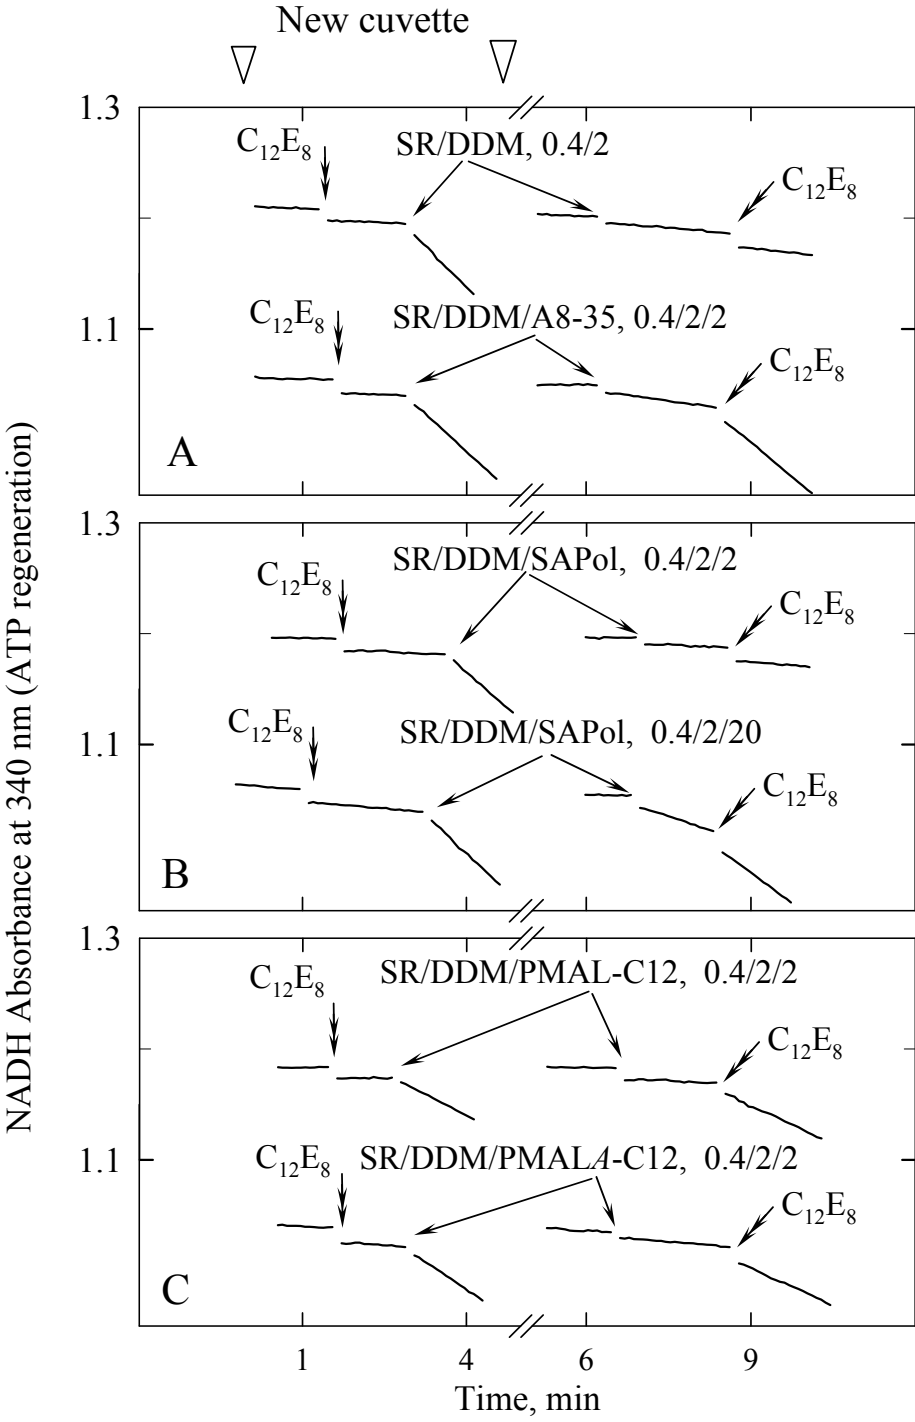 New cuvette
1.3
C12E8
SR/DDM, 0.4/2
C12E8
C12E8
SR/DDM/A8-35, 0.4/2/2
1.1
C12E8
A
1.3
SR/DDM/SAPol, 0.4/2/2
C12E8
C12E8
C12E8
SR/DDM/SAPol, 0.4/2/20
1.1
C12E8
B
1.3
SR/DDM/PMAL-C12, 0.4/2/2
C12E8
C12E8
C12E8
SR/DDM/PMALA-C12, 0.4/2/2
1.1
C12E8
C
1 4 6 9
Time, min
NADH Absorbance at 340 nm (ATP regeneration)